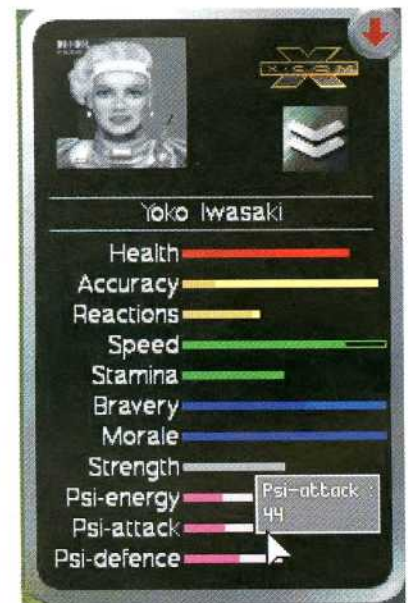 X-COM
Yoko Iwasaki
Health
Accuracy
Reactions
Speed
Stamina
Bravery
Morale
Strength
Psi-energy
Psi-attack
Psi-defence
Psi-attack :
44